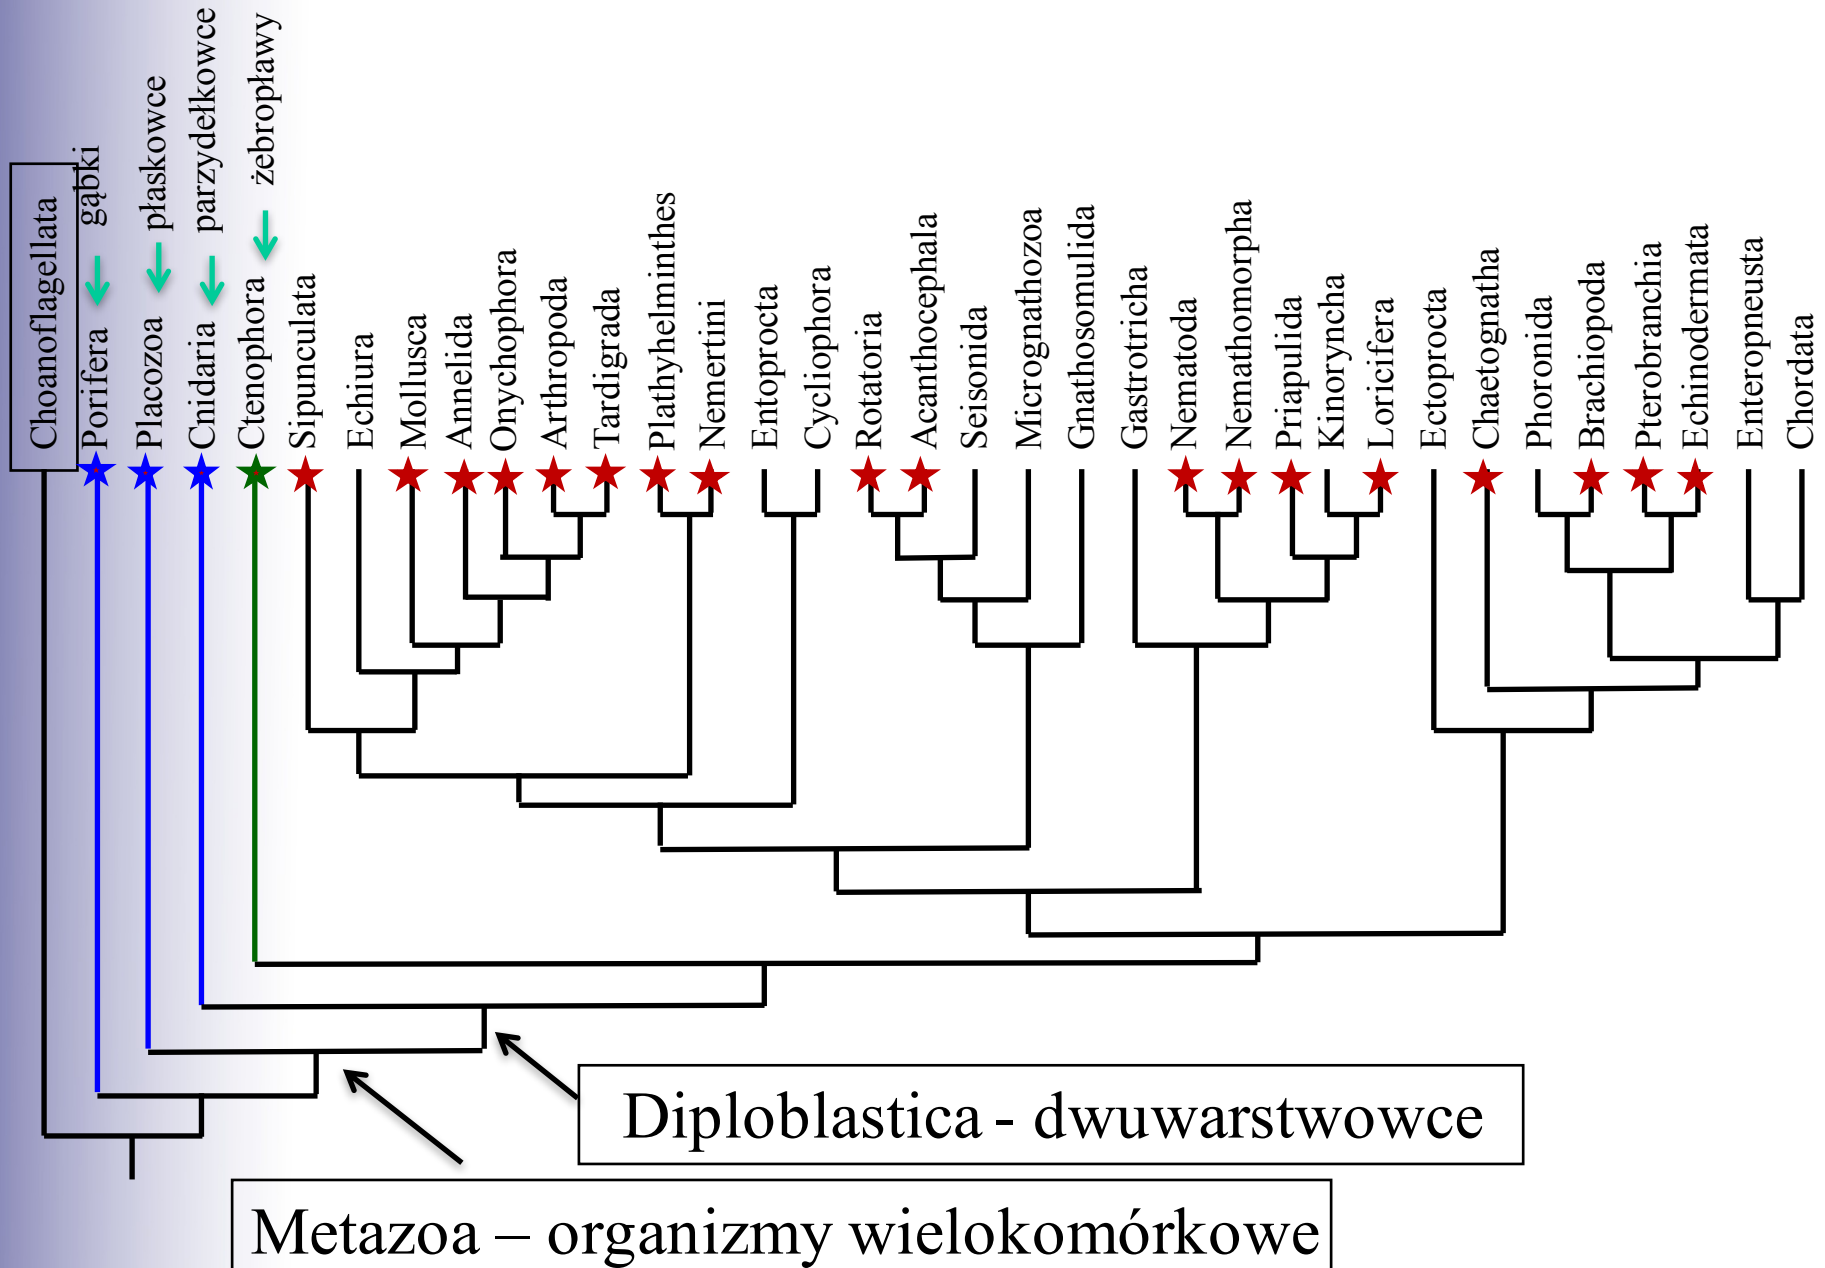 gąbki
płaskowce
parzydełkowce
żebropławy
Choanoflagellata
Porifera
Placozoa
Cnidaria
Ctenophora
Sipunculata
Echiura
Mollusca
Annelida
Onychophora
Arthropoda
Tardigrada
Plathyhelminthes
Nemertini
Entoprocta
Cycliophora
Rotatoria
Acanthocephala
Seisonida
Micrognathozoa
Gnathosomulida
Gastrotricha
Nematoda
Nemathomorpha
Priapulida
Kinoryncha
Loricifera
Ectoprocta
Chaetognatha
Phoronida
Brachiopoda
Pterobranchia
Echinodermata
Enteropneusta
Chordata
Diploblastica - dwuwarstwowce
Metazoa – organizmy wielokomórkowe